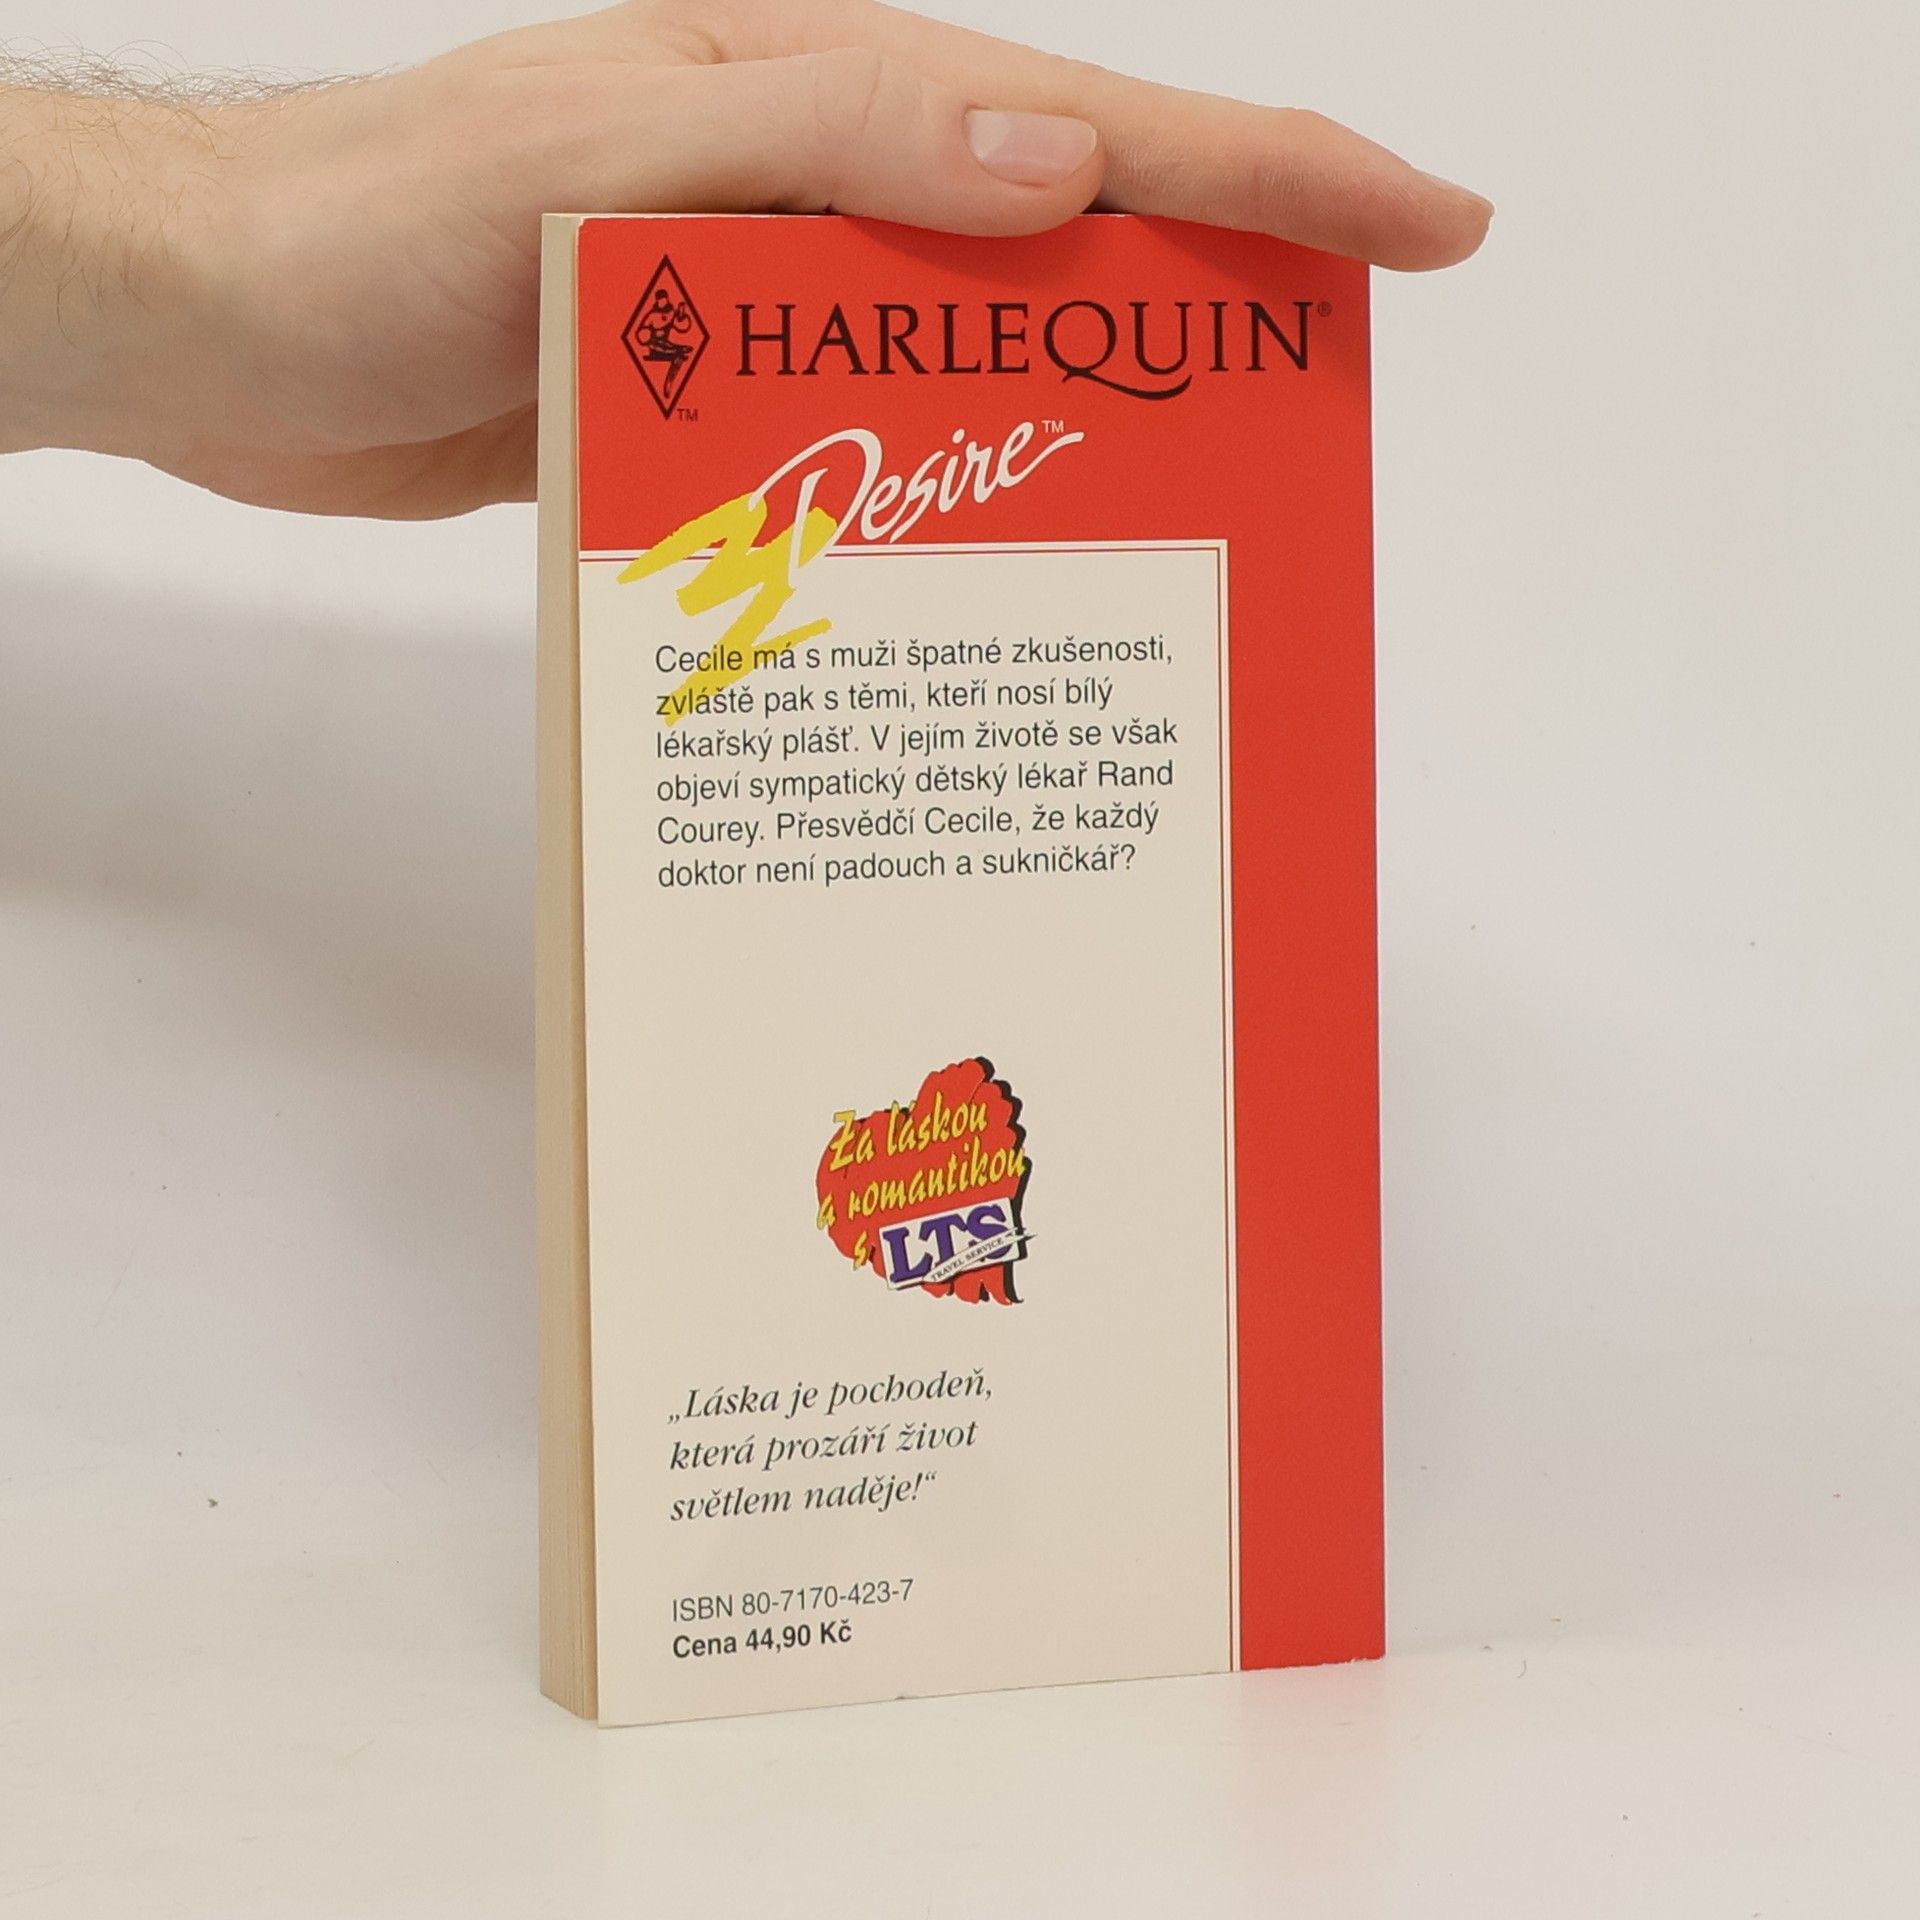 HARLEQUIN®
TM
Desire™
Cecile má s muži špatné zkušenosti,
zvláště pak s těmi, kteří nosí bílý
lékařský plášť. V jejím životě se však
objeví sympatický dětský lékař Rand
Courey. Přesvědčí Cecile, že každý
doktor není padouch a sukničkář?
Za láskou
a romantikou
s LTS
TRAVEL SERVICE
„Láska je pochodeň,
která prozáří život
světlem naděje!“
ISBN 80-7170-423-7
Cena 44,90 Kč